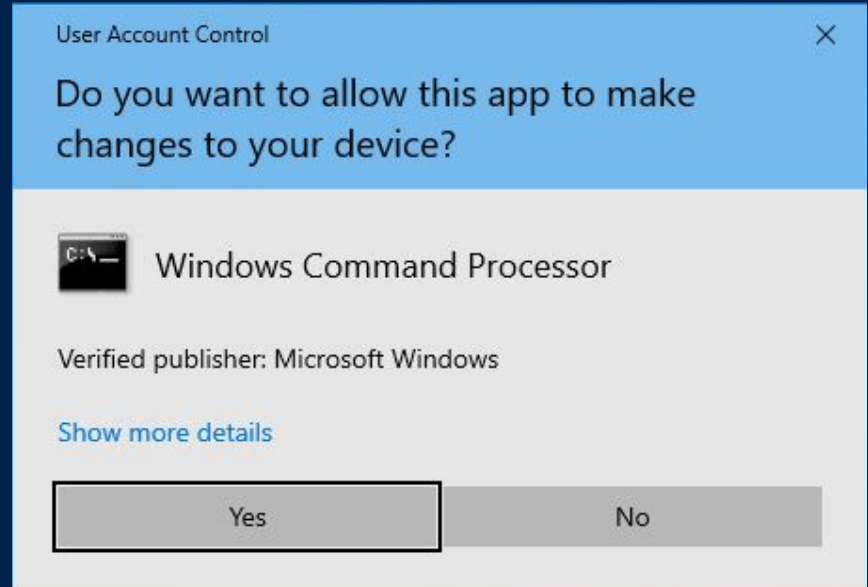 User Account Control
Do you want to allow this app to make
changes to your device?
C:\_
Windows Command Processor
Verified publisher: Microsoft Windows
Show more details
Yes
No